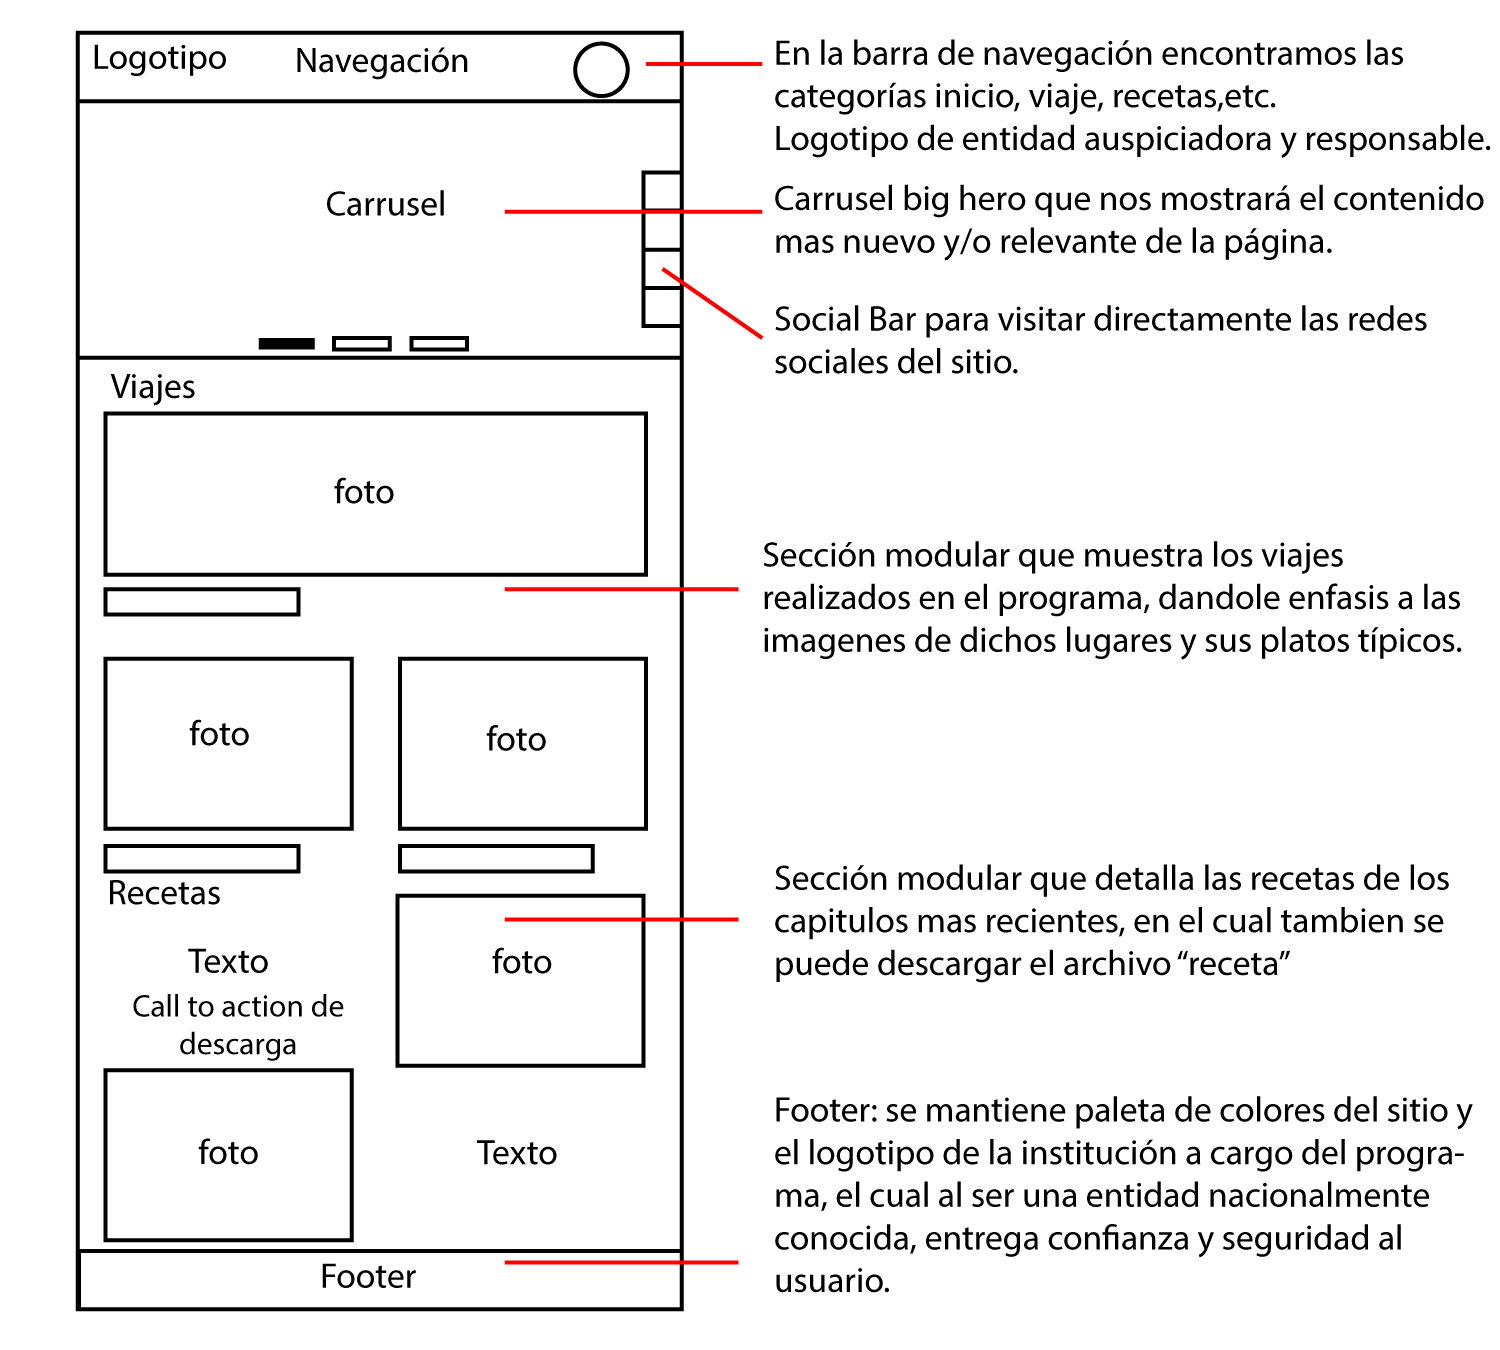 Logotipo
Navegación
En la barra de navegación encontramos las
categorías inicio, viaje, recetas,etc.
Logotipo de entidad auspiciadora y responsable.
Carrusel
Carrusel big hero que nos mostrará el contenido
mas nuevo y/o relevante de la página.
Social Bar para visitar directamente las redes
sociales del sitio.
Viajes
foto
Sección modular que muestra los viajes
realizados en el programa, dandole enfasis a las
imagenes de dichos lugares y sus platos típicos.
foto
foto
Recetas
Texto
Call to action de
descarga
foto
Sección modular que detalla las recetas de los
capitulos mas recientes, en el cual tambien se
puede descargar el archivo “receta”
foto
Texto
Footer: se mantiene paleta de colores del sitio y
el logotipo de la institución a cargo del progra-
ma, el cual al ser una entidad nacionalmente
conocida, entrega confianza y seguridad al
usuario.
Footer